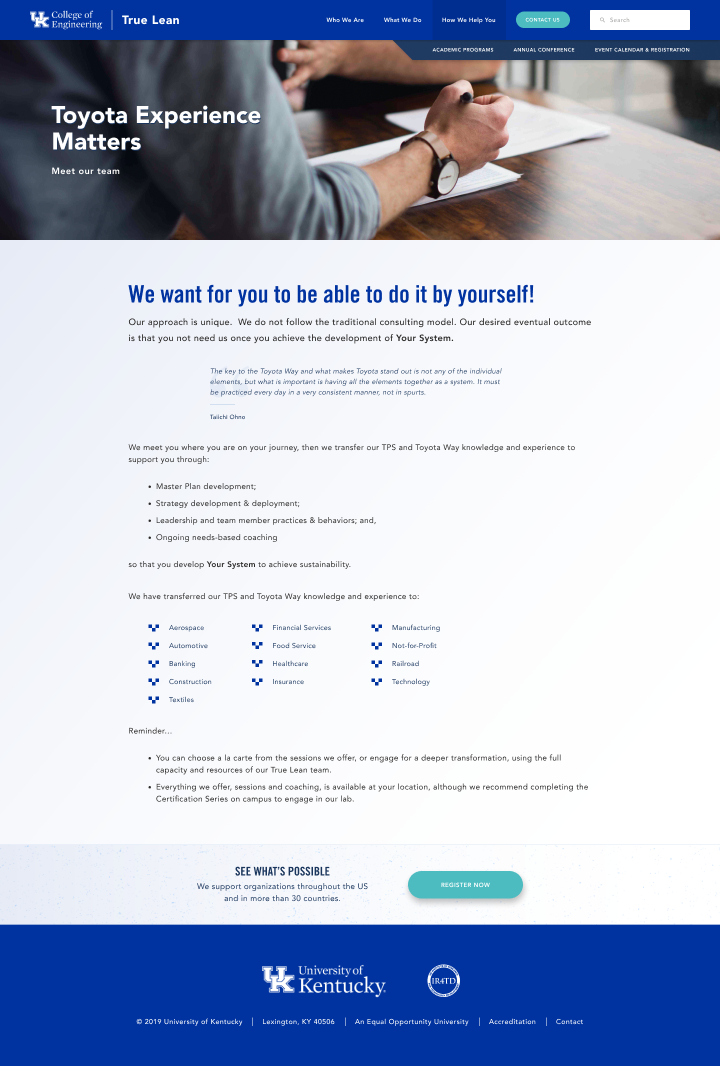 UK College of Engineering True Lean
Who We Are What We Do How We Help You CONTACT US Search
ACADEMIC PROGRAMS ANNUAL CONFERENCE EVENT CALENDAR & REGISTRATION
Toyota Experience
Matters
Meet our team
We want for you to be able to do it by yourself!
Our approach is unique. We do not follow the traditional consulting model. Our desired eventual outcome
is that you not need us once you achieve the development of Your System.
The key to the Toyota Way and what makes Toyota stand out is not any of the individual
elements, but what is important is having all the elements together as a system. It must
be practiced every day in a very consistent manner, not in spurts.
Taiichi Ohno
We meet you where you are on your journey, then we transfer our TPS and Toyota Way knowledge and experience to
support you through:
• Master Plan development;
• Strategy development & deployment;
• Leadership and team member practices & behaviors; and,
• Ongoing needs-based coaching
so that you develop Your System to achieve sustainability.
We have transferred our TPS and Toyota Way knowledge and experience to:
Aerospace Financial Services Manufacturing
Automotive Food Service Not-for-Profit
Banking Healthcare Railroad
Construction Insurance Technology
Textiles
Reminder...
• You can choose a la carte from the sessions we offer, or engage for a deeper transformation, using the full
capacity and resources of our True Lean team.
• Everything we offer, sessions and coaching, is available at your location, although we recommend completing the
Certification Series on campus to engage in our lab.
SEE WHAT'S POSSIBLE
We support organizations throughout the US
and in more than 30 countries.
REGISTER NOW
UK University of Kentucky. IR4TD
© 2019 University of Kentucky | Lexington, KY 40506 | An Equal Opportunity University | Accreditation | Contact